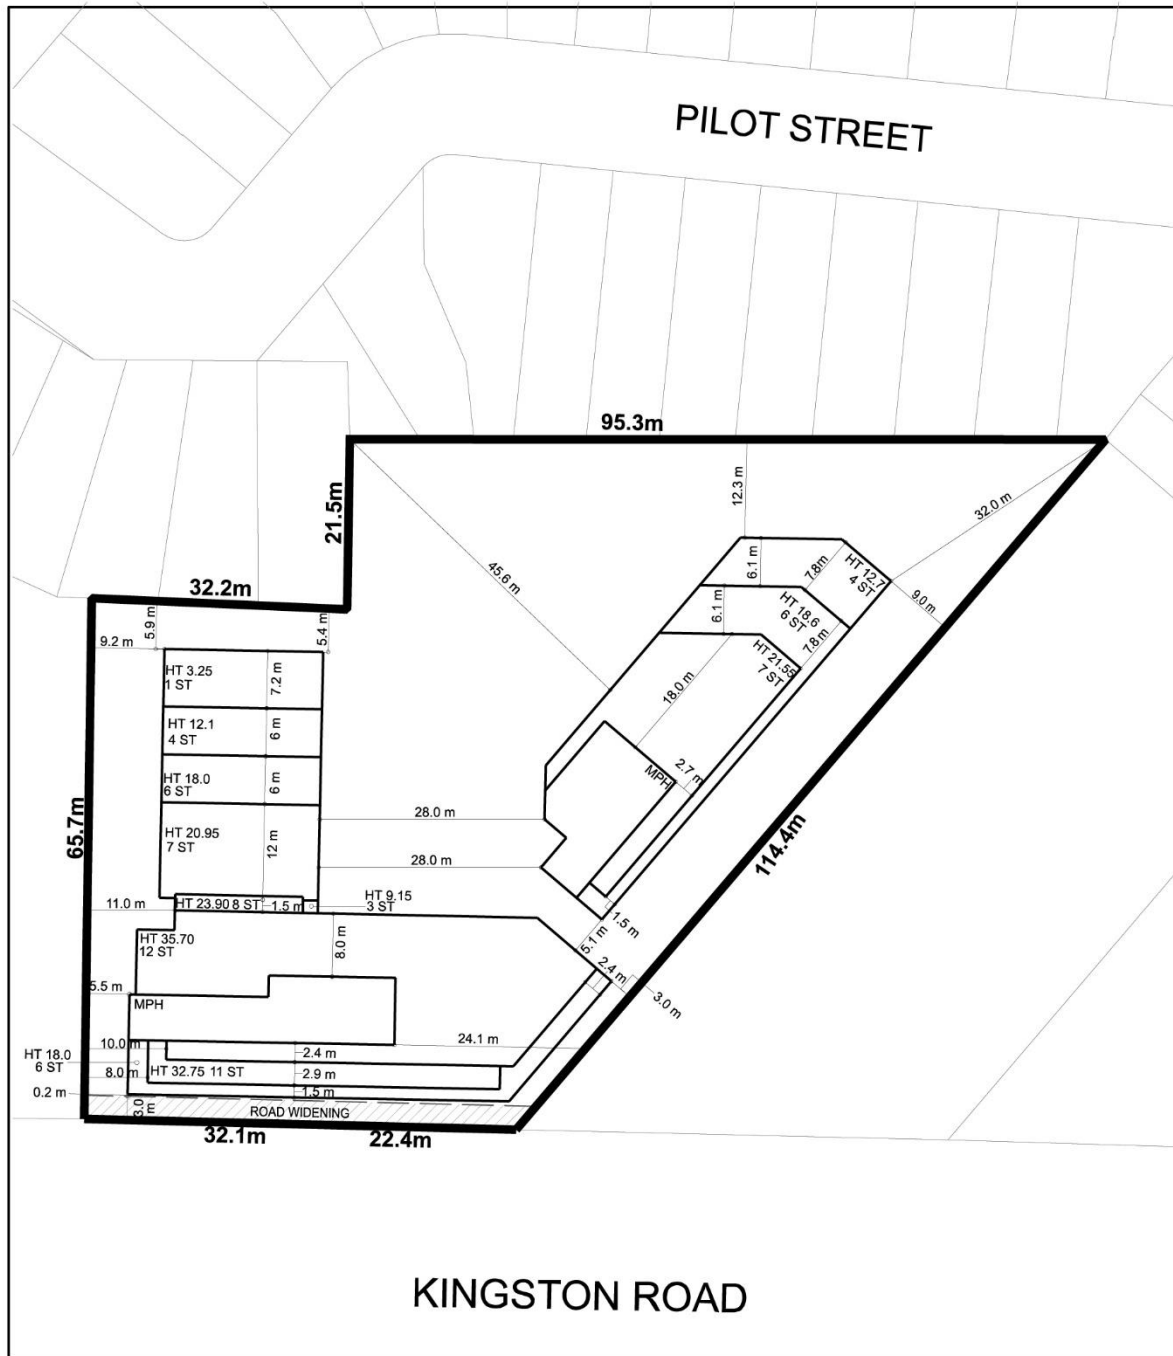 PILOT STREET
95.3m
21.5m
12.3 m
32.0 m
45.6 m
6.1 m
7.8 m
HT 12.7
4 ST
9.0 m
32.2m
5.9 m
5.4 m
9.2 m
6.1 m
HT 18.6
6 ST
7.8 m
HT 3.25
1 ST
7.2 m
HT 21.55
7 ST
18.0 m
HT 12.1
4 ST
6 m
HT 18.0
6 ST
6 m
MPH
2.7 m
65.7m
28.0 m
HT 20.95
7 ST
12 m
114.4m
28.0 m
HT 9.15
3 ST
HT 23.90 8 ST
1.5 m
11.0 m
1.5 m
HT 35.70
12 ST
8.0 m
5.1 m
2.4 m
3.0 m
5.5 m
MPH
24.1 m
10.0 m
2.4 m
HT 18.0
6 ST
8.0 m
HT 32.75 11 ST
2.9 m
1.5 m
0.2 m
3.0 m
ROAD WIDENING
32.1m
22.4m
KINGSTON ROAD